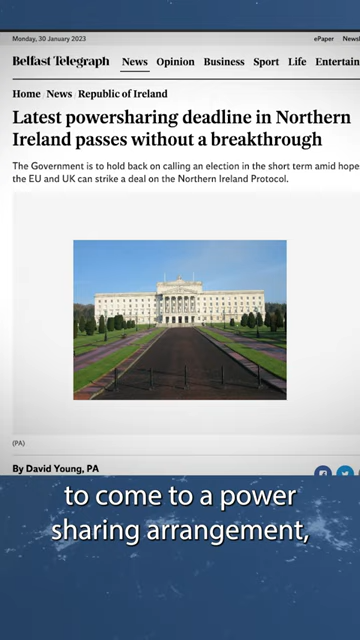 Monday, 30 January 2023
ePaper
Belfast Telegraph News Opinion Business Sport Life
Home News Republic of Ireland
Latest powersharing deadline in Northern
Ireland passes without a breakthrough
The Government is to hold back on calling an election in the short term amid hope
the EU and UK can strike a deal on the Northern Ireland Protocol.
(PA)
By David Young, PA
to come to a power
sharing arrangement,